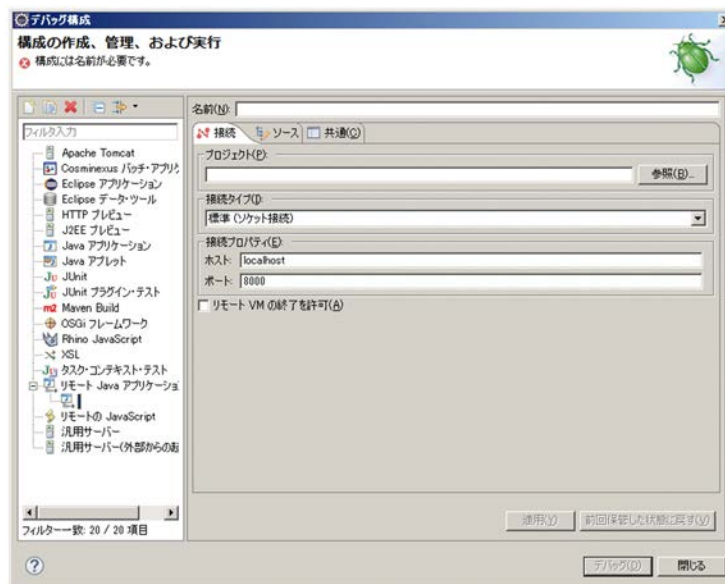 デバッグ構成
構成の作成、管理、および実行
構成には名前が必要です。
フィルタ入力
Apache Tomcat
Cosminexus バッチ・アプリケ
Eclipse アプリケーション
Eclipse データ・ツール
HTTP プレビュー
J2EE プレビュー
Java アプリケーション
Java アプレット
JUnit
JUnit プラグイン・テスト
Maven Build
OSGi フレームワーク
Rhino JavaScript
XSL
タスク・コンテキスト・テスト
リモート Java アプリケーショ
リモートの JavaScript
汎用サーバー
汎用サーバー(外部からのお
フィルター一致: 20 / 20 項目
名前(N):
接続 ソース 共通(C)
プロジェクト(P):
参照(B)...
接続タイプ(I):
標準 (ソケット接続)
接続プロパティ(E):
ホスト: localhost
ポート: 8000
リモート VM の終了を許可(A)
適用(Y) 前回保管した状態に戻す(V)
デバッグ(D) 閉じる